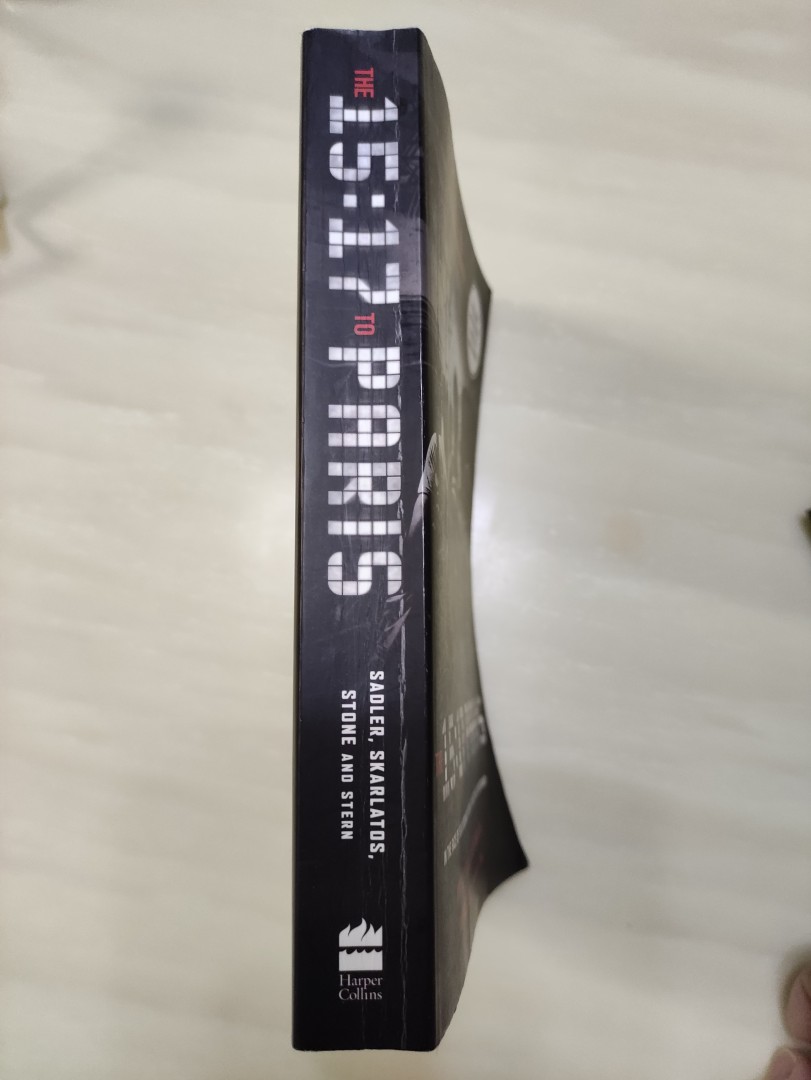 THE 15:17 TO PARIS
SADLER, SKARLATOS,
STONE AND STERN
Harper
Collins